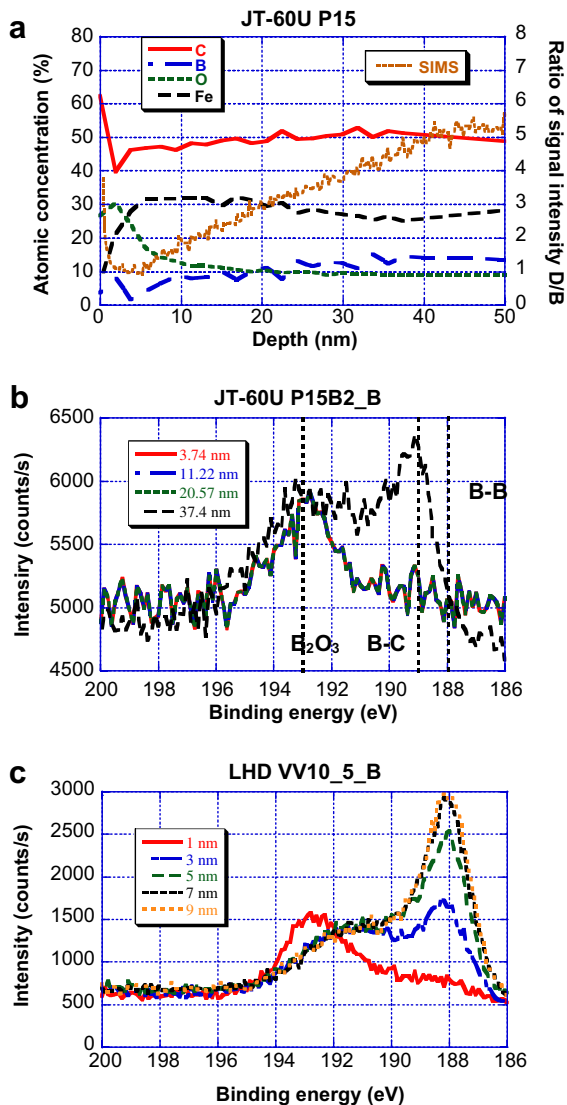 a
JT-60U P15
C
B
O
Fe
SIMS
Atomic concentration (%)
Ratio of signal intensity D/B
80
70
60
50
40
30
20
10
0
8
7
6
5
4
3
2
1
0
0 10 20 30 40 50
Depth (nm)
b
JT-60U P15B2_B
3.74 nm
11.22 nm
20.57 nm
37.4 nm
B-B
B₂O₃
B-C
Intensiry (counts/s)
6500
6000
5500
5000
4500
200 198 196 194 192 190 188 186
Binding energy (eV)
c
LHD VV10_5_B
1 nm
3 nm
5 nm
7 nm
9 nm
Intensity (counts/s)
3000
2500
2000
1500
1000
500
0
200 198 196 194 192 190 188 186
Binding energy (eV)